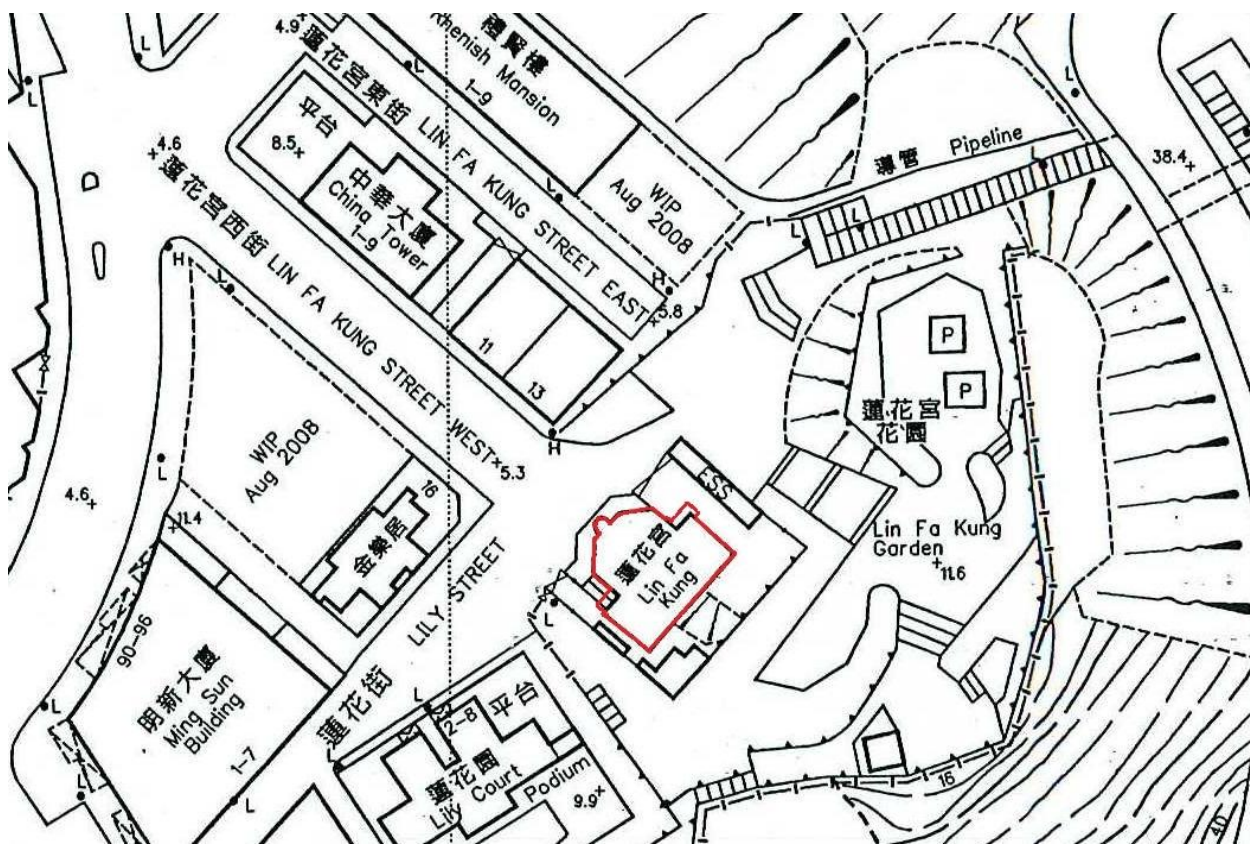 4.9
蓮花宮東街 LIN FA KUNG STREET EAST
禮賢樓
Rhenish Mansion
1-9
平台
8.5
中華大廈
China Tower
1-9
4.6
蓮花宮西街 LIN FA KUNG STREET WEST
WIP
Aug 2008
導管 Pipeline
38.4
5.8
11
13
5.3
P
P
蓮花宮
花園
Lin Fa Kung
Garden
11.6
ESS
蓮花宮
Lin Fa
Kung
WIP
Aug 2008
16
金樂居
4.6
11.4
90-96
明新大廈
Ming Sun
Building
1-7
蓮花街 LILY STREET
2-8
平台
蓮花園
Lily Court
Podium
9.9
16
40
L
L
L
L
L
L
L
L
L
L
L
L
L
L
H
H